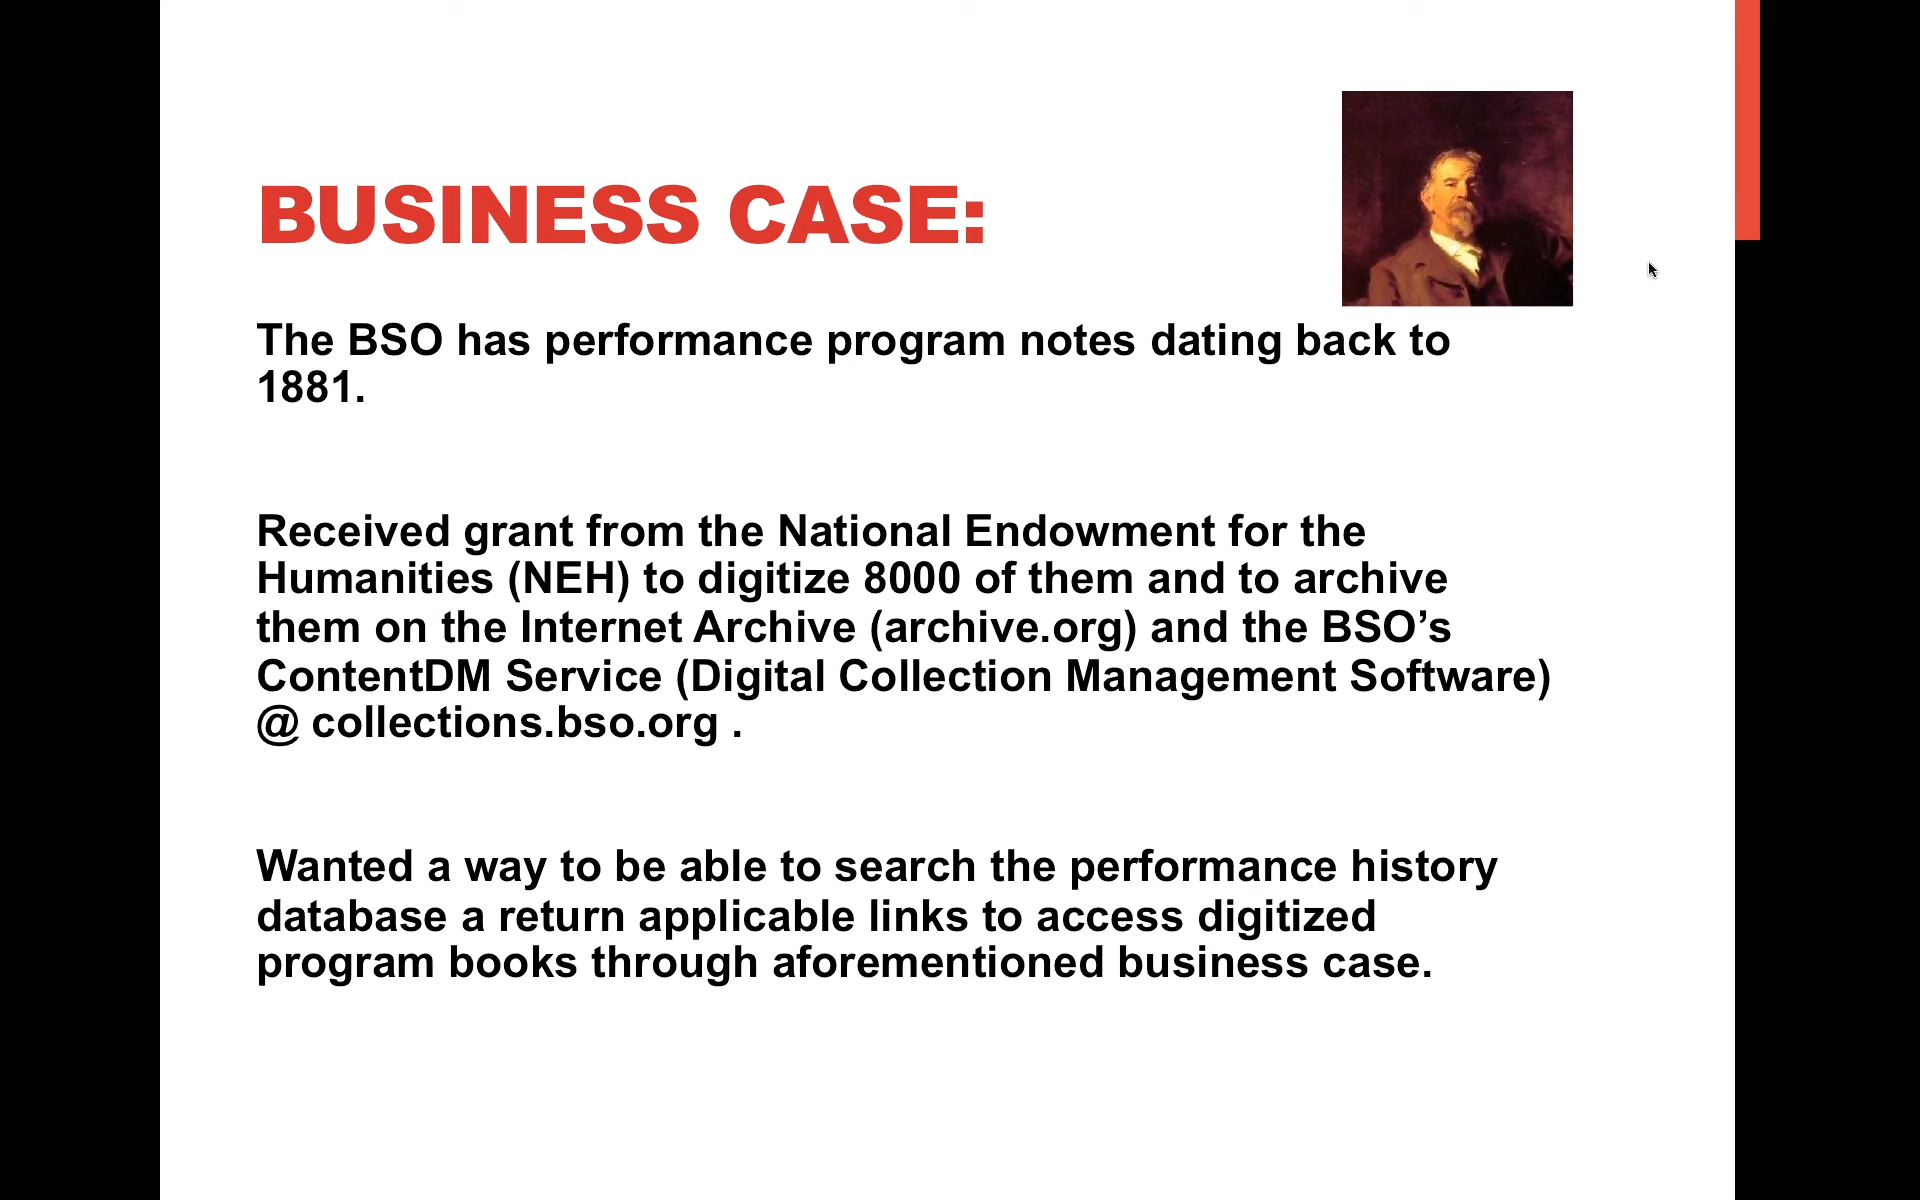 BUSINESS CASE:
The BSO has performance program notes dating back to
1881.
Received grant from the National Endowment for the
Humanities (NEH) to digitize 8000 of them and to archive
them on the Internet Archive (archive.org) and the BSO’s
ContentDM Service (Digital Collection Management Software)
@ collections.bso.org .
Wanted a way to be able to search the performance history
database a return applicable links to access digitized
program books through aforementioned business case.